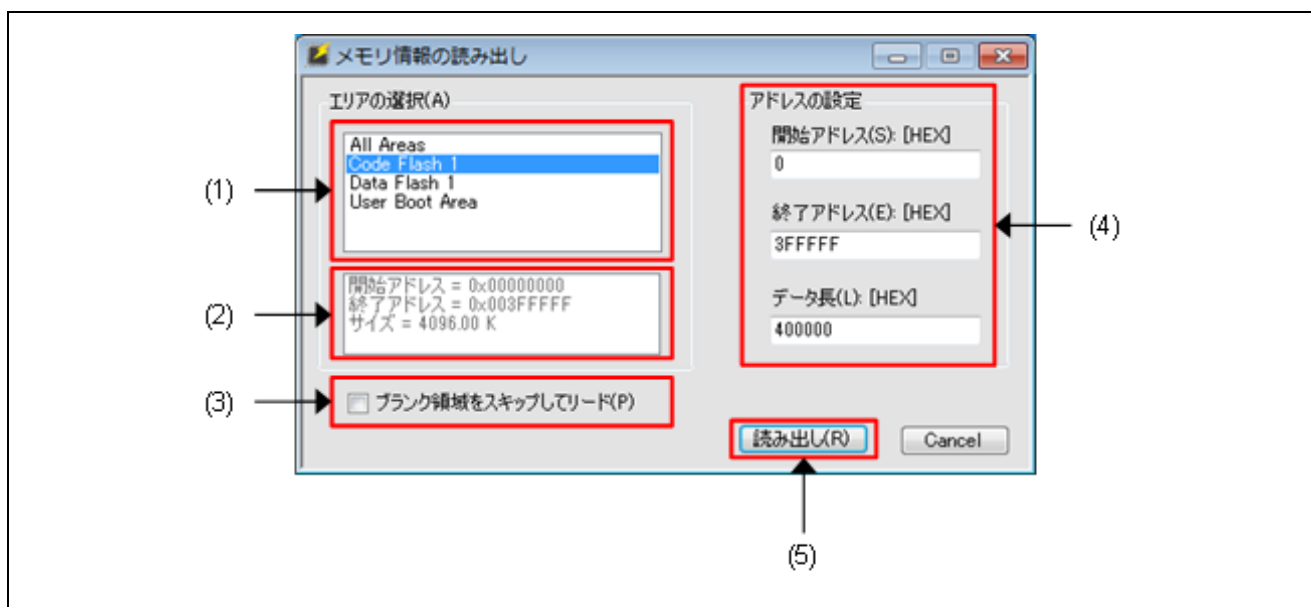 メモリ情報の読み出し
エリアの選択(A)
All Areas
Code Flash 1
Data Flash 1
User Boot Area
(1)
開始アドレス = 0x00000000
終了アドレス = 0x003FFFFF
サイズ = 4096.00 K
(2)
(3)
ブランク領域をスキップしてリード(P)
アドレスの設定
開始アドレス(S): [HEX]
0
終了アドレス(E): [HEX]
3FFFFF
データ長(L): [HEX]
400000
(4)
読み出し(R)
Cancel
(5)